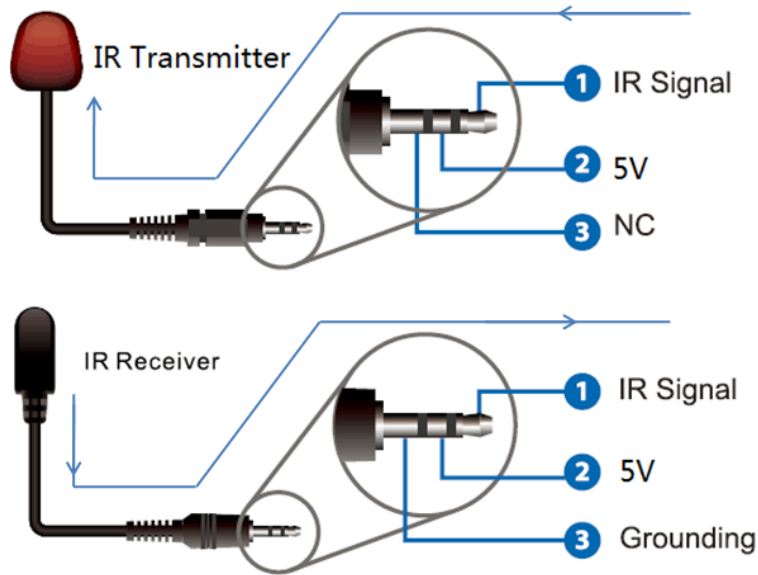 IR Transmitter
1 IR Signal
2 5V
3 NC
IR Receiver
1 IR Signal
2 5V
3 Grounding